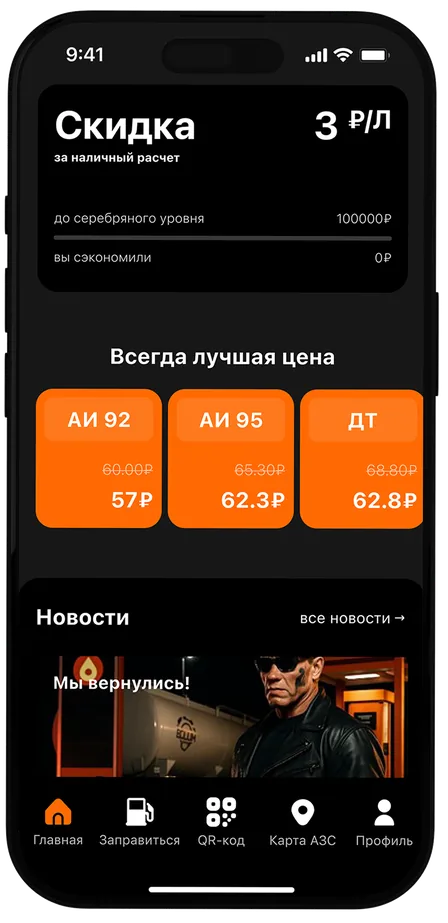 9:41
Скидка
3 ₽/Л
за наличный расчет
до серебряного уровня
100000₽
вы сэкономили
0₽
Всегда лучшая цена
АИ 92
АИ 95
ДТ
60.00₽
65.30₽
68.80₽
57₽
62.3₽
62.8₽
Новости
все новости →
Мы вернулись!
Главная
Заправиться
QR-код
Карта АЗС
Профиль